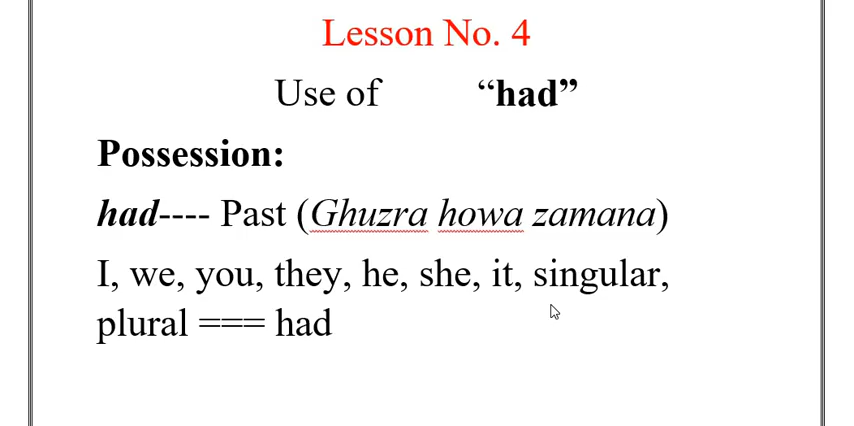 Lesson No. 4
Use of “had”
Possession:
had---- Past (Ghuzra howa zamana)
I, we, you, they, he, she, it, singular,
plural === had